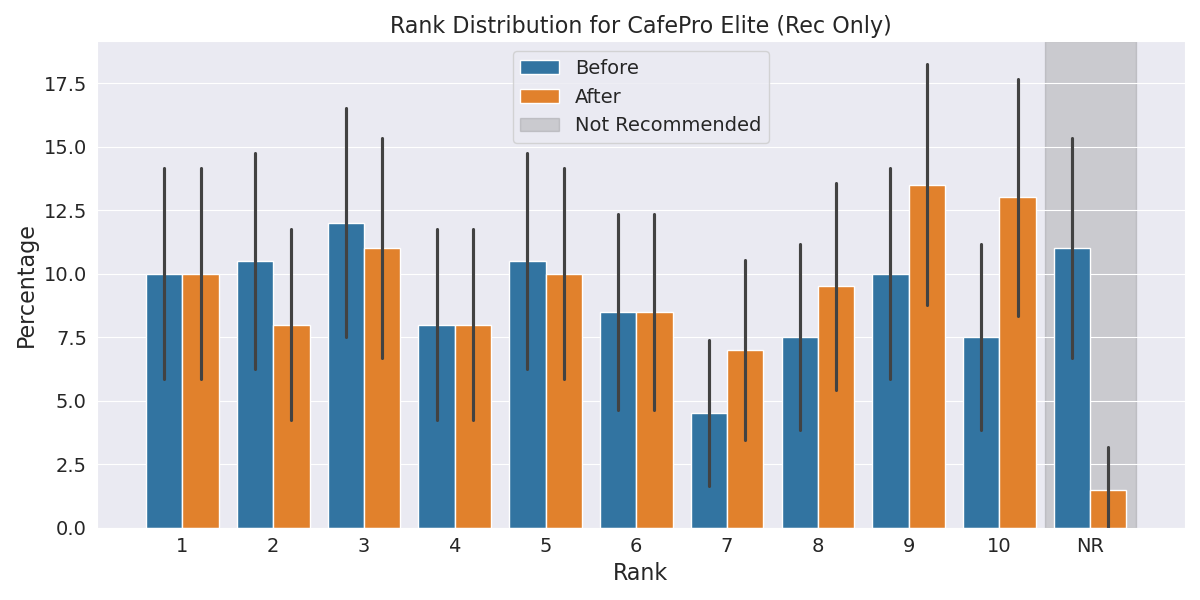 Rank Distribution for CafePro Elite (Rec Only)
Before
After
Not Recommended
Percentage
17.5
15.0
12.5
10.0
7.5
5.0
2.5
0.0
1 2 3 4 5 6 7 8 9 10 NR
Rank